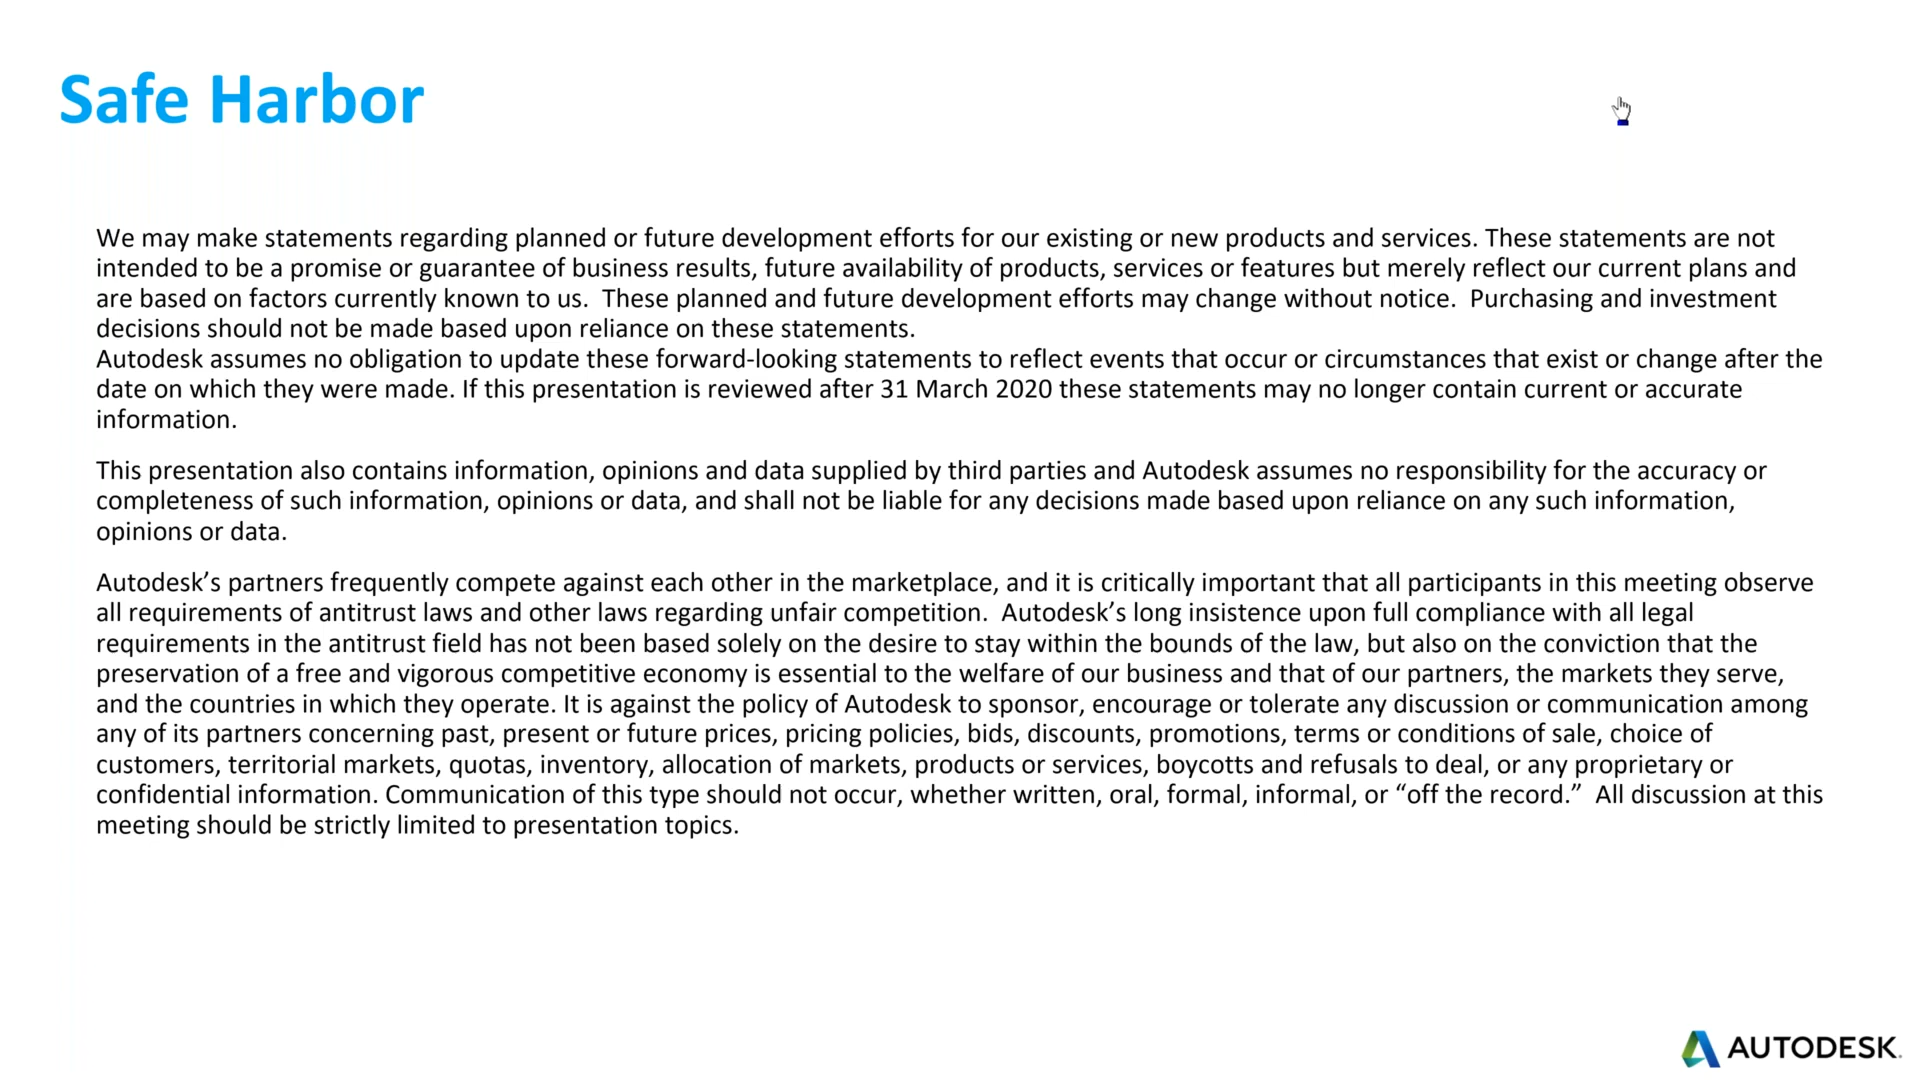 Safe Harbor
We may make statements regarding planned or future development efforts for our existing or new products and services. These statements are not
intended to be a promise or guarantee of business results, future availability of products, services or features but merely reflect our current plans and
are based on factors currently known to us.  These planned and future development efforts may change without notice.  Purchasing and investment
decisions should not be made based upon reliance on these statements.
Autodesk assumes no obligation to update these forward-looking statements to reflect events that occur or circumstances that exist or change after the
date on which they were made. If this presentation is reviewed after 31 March 2020 these statements may no longer contain current or accurate
information.
This presentation also contains information, opinions and data supplied by third parties and Autodesk assumes no responsibility for the accuracy or
completeness of such information, opinions or data, and shall not be liable for any decisions made based upon reliance on any such information,
opinions or data.
Autodesk’s partners frequently compete against each other in the marketplace, and it is critically important that all participants in this meeting observe
all requirements of antitrust laws and other laws regarding unfair competition.  Autodesk’s long insistence upon full compliance with all legal
requirements in the antitrust field has not been based solely on the desire to stay within the bounds of the law, but also on the conviction that the
preservation of a free and vigorous competitive economy is essential to the welfare of our business and that of our partners, the markets they serve,
and the countries in which they operate. It is against the policy of Autodesk to sponsor, encourage or tolerate any discussion or communication among
any of its partners concerning past, present or future prices, pricing policies, bids, discounts, promotions, terms or conditions of sale, choice of
customers, territorial markets, quotas, inventory, allocation of markets, products or services, boycotts and refusals to deal, or any proprietary or
confidential information. Communication of this type should not occur, whether written, oral, formal, informal, or “off the record.”  All discussion at this
meeting should be strictly limited to presentation topics.
AUTODESK.